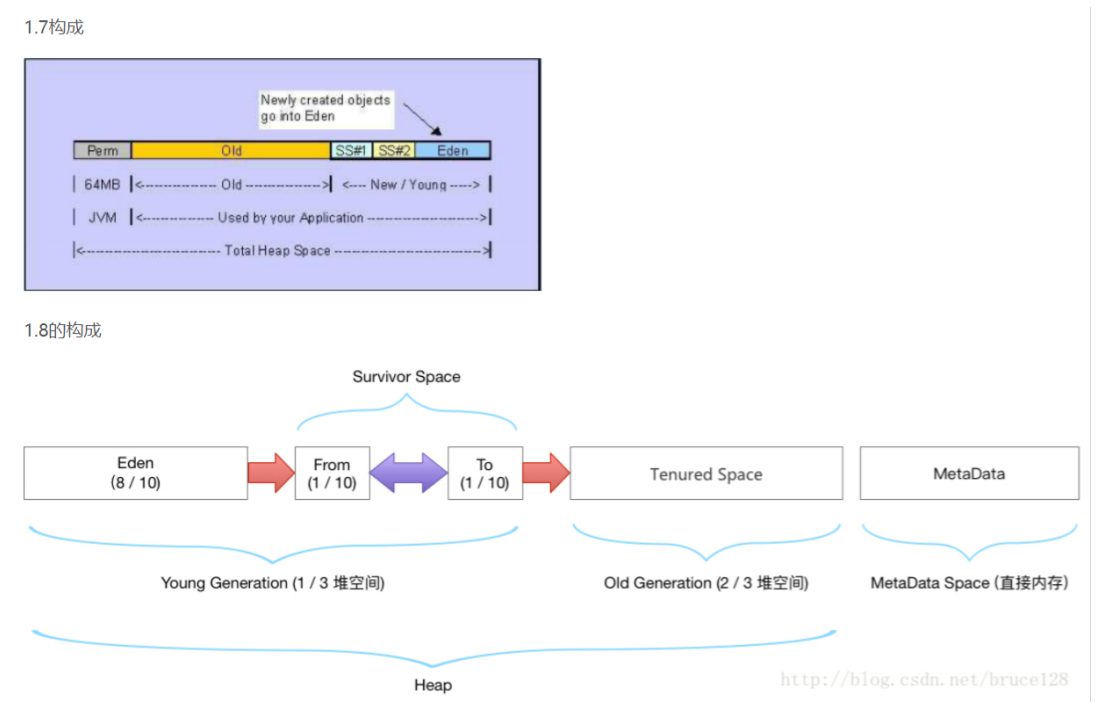 1.7构成
Newly created objects
go into Eden
Perm Old SS#1 SS#2 Eden
| 64MB |<----------------- Old ---------------->| <---- New / Young -----> |
| JVM |<---------------- Used by your Application ------------------------->|
|<-------------------------------- Total Heap Space --------------------------------->|
1.8的构成
Survivor Space
Eden
(8 / 10)
From
(1 / 10)
To
(1 / 10)
Tenured Space
MetaData
Young Generation (1 / 3 堆空间)
Old Generation (2 / 3 堆空间)
MetaData Space (直接内存)
Heap
http://blog.csdn.net/bruce128